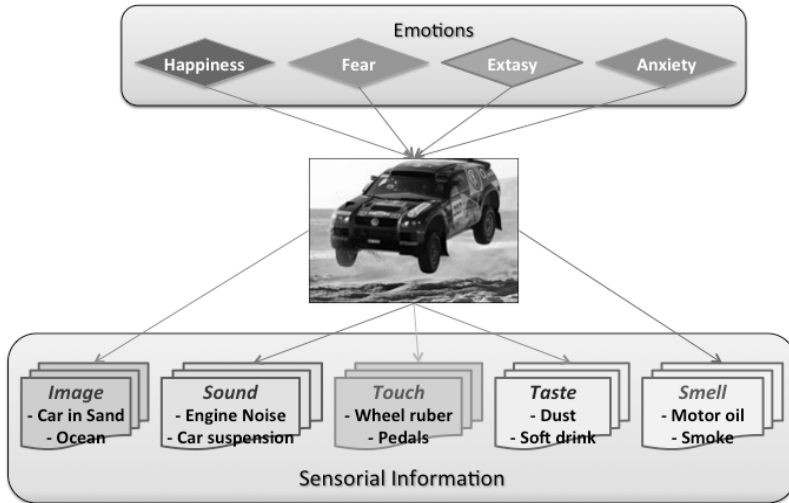 Emotions
Happiness
Fear
Extasy
Anxiety
Image
- Car in Sand
- Ocean
Sound
- Engine Noise
- Car suspension
Touch
- Wheel ruber
- Pedals
Taste
- Dust
- Soft drink
Smell
- Motor oil
- Smoke
Sensorial Information